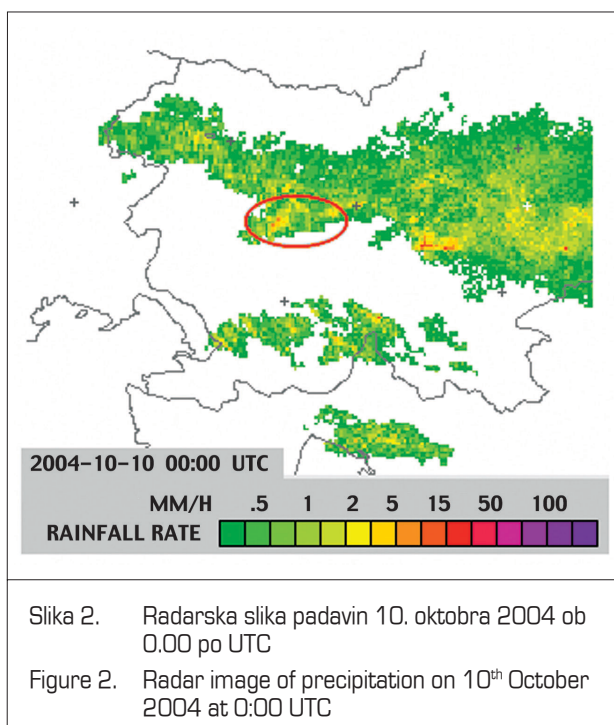 2004-10-10 00:00 UTC
MM/H .5 1 2 5 15 50 100
RAINFALL RATE
Slika 2. Radarska slika padavin 10. oktobra 2004 ob
0.00 po UTC
Figure 2. Radar image of precipitation on 10th October
2004 at 0:00 UTC